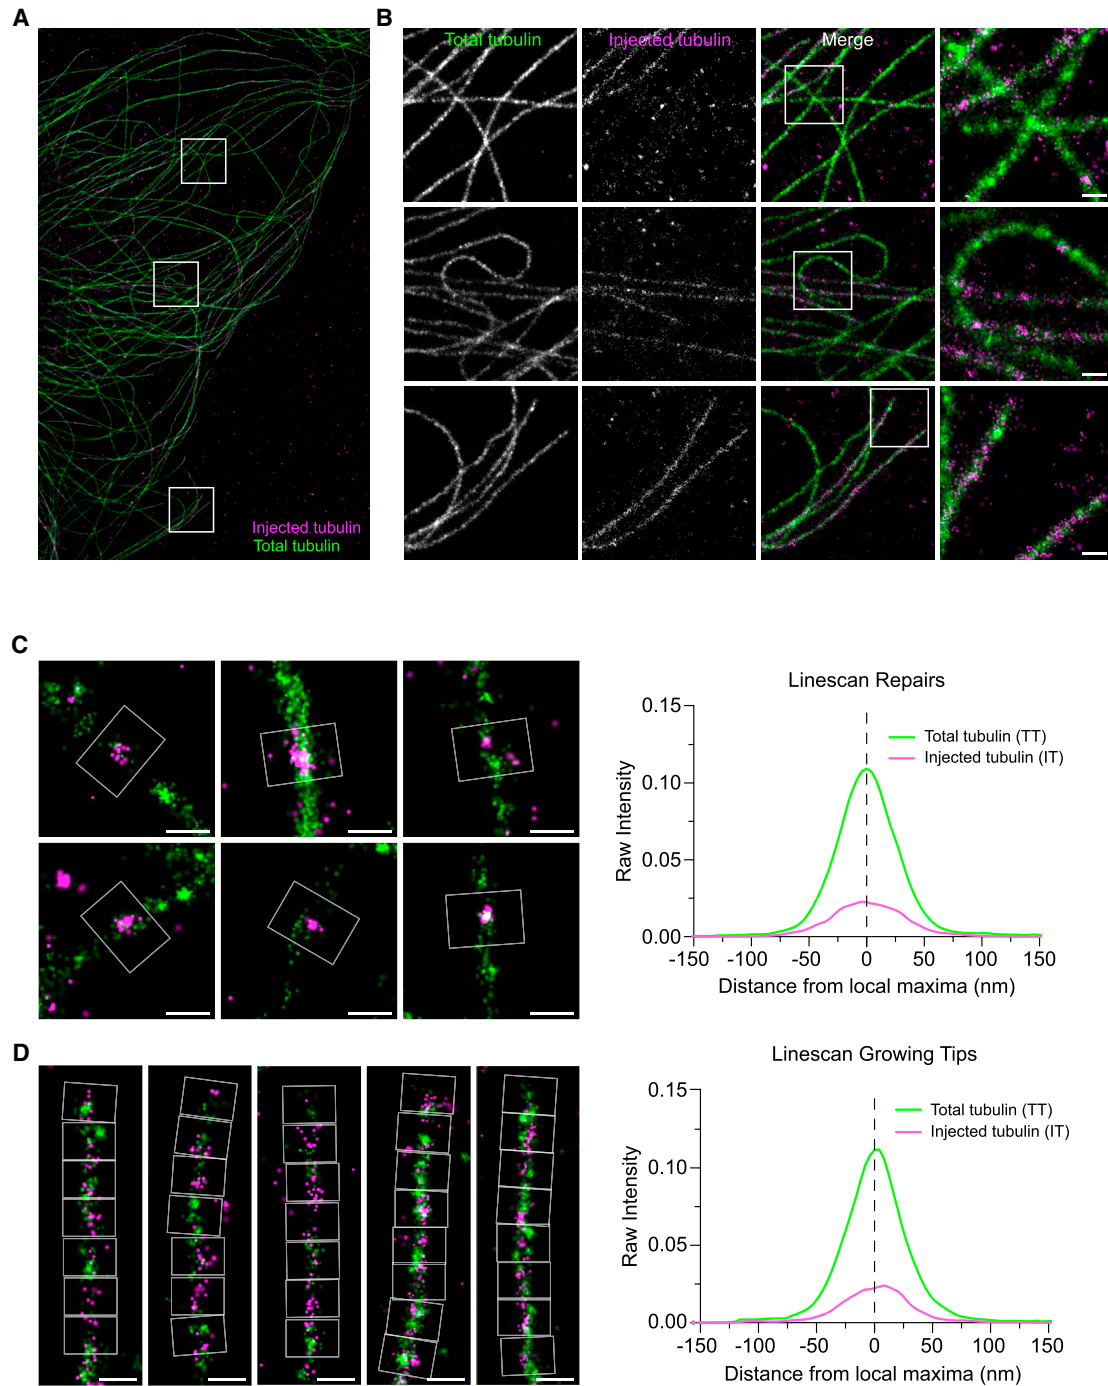 A
B
Total tubulin
Injected tubulin
Merge
Injected tubulin
Total tubulin
C
Linescan Repairs
0.15
0.10
0.05
0.00
Raw Intensity
Total tubulin (TT)
Injected tubulin (IT)
-150 -100 -50 0 50 100 150
Distance from local maxima (nm)
D
Linescan Growing Tips
0.15
0.10
0.05
0.00
Raw Intensity
Total tubulin (TT)
Injected tubulin (IT)
-150 -100 -50 0 50 100 150
Distance from local maxima (nm)